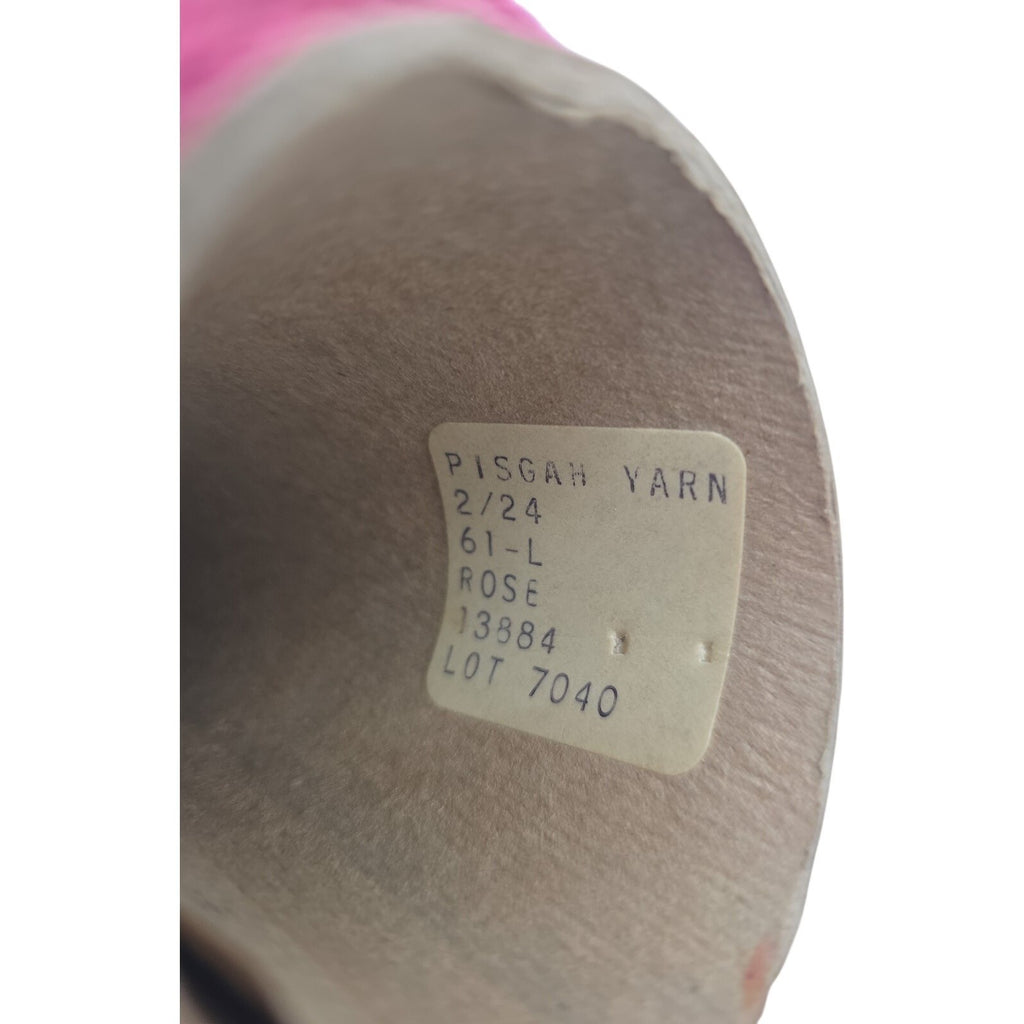 PISGAH YARN
2/24
61-L
ROSE
13884
LOT 7040